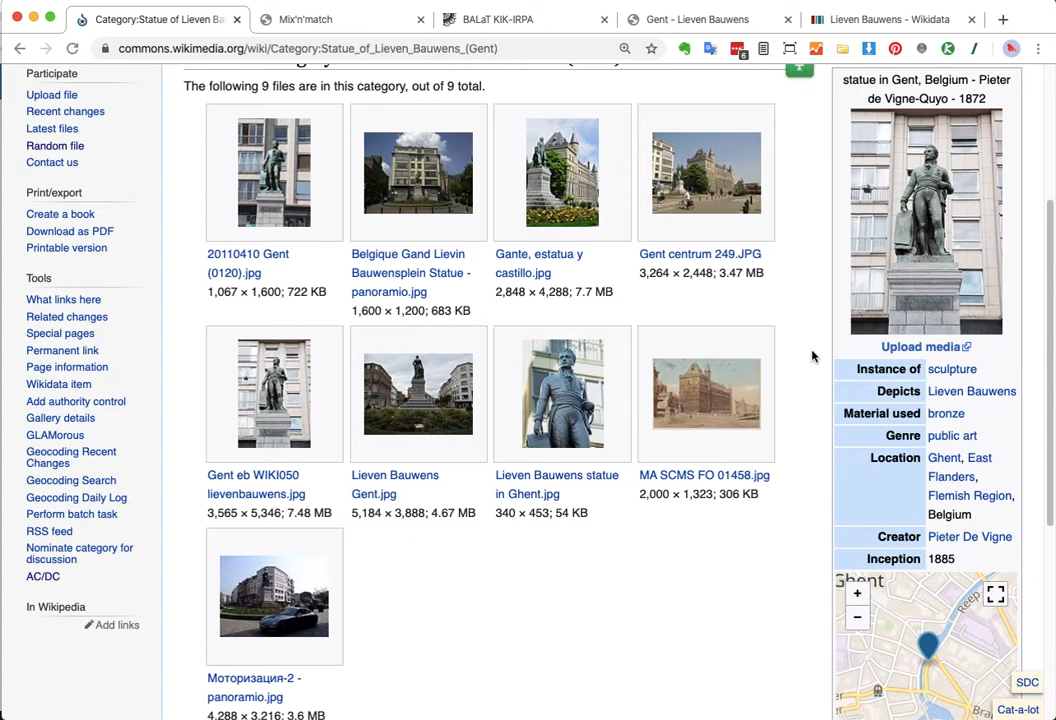 Category:Statue of Lieven Ba
Mix'n'match
BALaT KIK-IRPA
Gent - Lieven Bauwens
Lieven Bauwens - Wikidata
commons.wikimedia.org/wiki/Category:Statue_of_Lieven_Bauwens_(Gent)
6
Participate
Upload file
Recent changes
Latest files
Random file
Contact us
Print/export
Create a book
Download as PDF
Printable version
Tools
What links here
Related changes
Special pages
Permanent link
Page information
Wikidata item
Add authority control
Gallery details
GLAMorous
Geocoding Recent
Changes
Geocoding Search
Geocoding Daily Log
Perform batch task
RSS feed
Nominate category for
discussion
AC/DC
In Wikipedia
Add links
The following 9 files are in this category, out of 9 total.
20110410 Gent
(0120).jpg
1,067 × 1,600; 722 KB
Belgique Gand Lievin
Bauwensplein Statue -
panoramio.jpg
1,600 × 1,200; 683 KB
Gante, estatua y
castillo.jpg
2,848 × 4,288; 7.7 MB
Gent centrum 249.JPG
3,264 × 2,448; 3.47 MB
Gent eb WIKI050
lievenbauwens.jpg
3,565 × 5,346; 7.48 MB
Lieven Bauwens
Gent.jpg
5,184 × 3,888; 4.67 MB
Lieven Bauwens statue
in Ghent.jpg
340 × 453; 54 KB
MA SCMS FO 01458.jpg
2,000 × 1,323; 306 KB
Моторизация-2 -
panoramio.jpg
4,288 × 3,216; 3.6 MB
statue in Gent, Belgium - Pieter
de Vigne-Quyo - 1872
Upload media
Instance of sculpture
Depicts Lieven Bauwens
Material used bronze
Genre public art
Location Ghent, East
Flanders,
Flemish Region,
Belgium
Creator Pieter De Vigne
Inception 1885
Ghent
+
−
Reep
SDC
Cat-a-lot